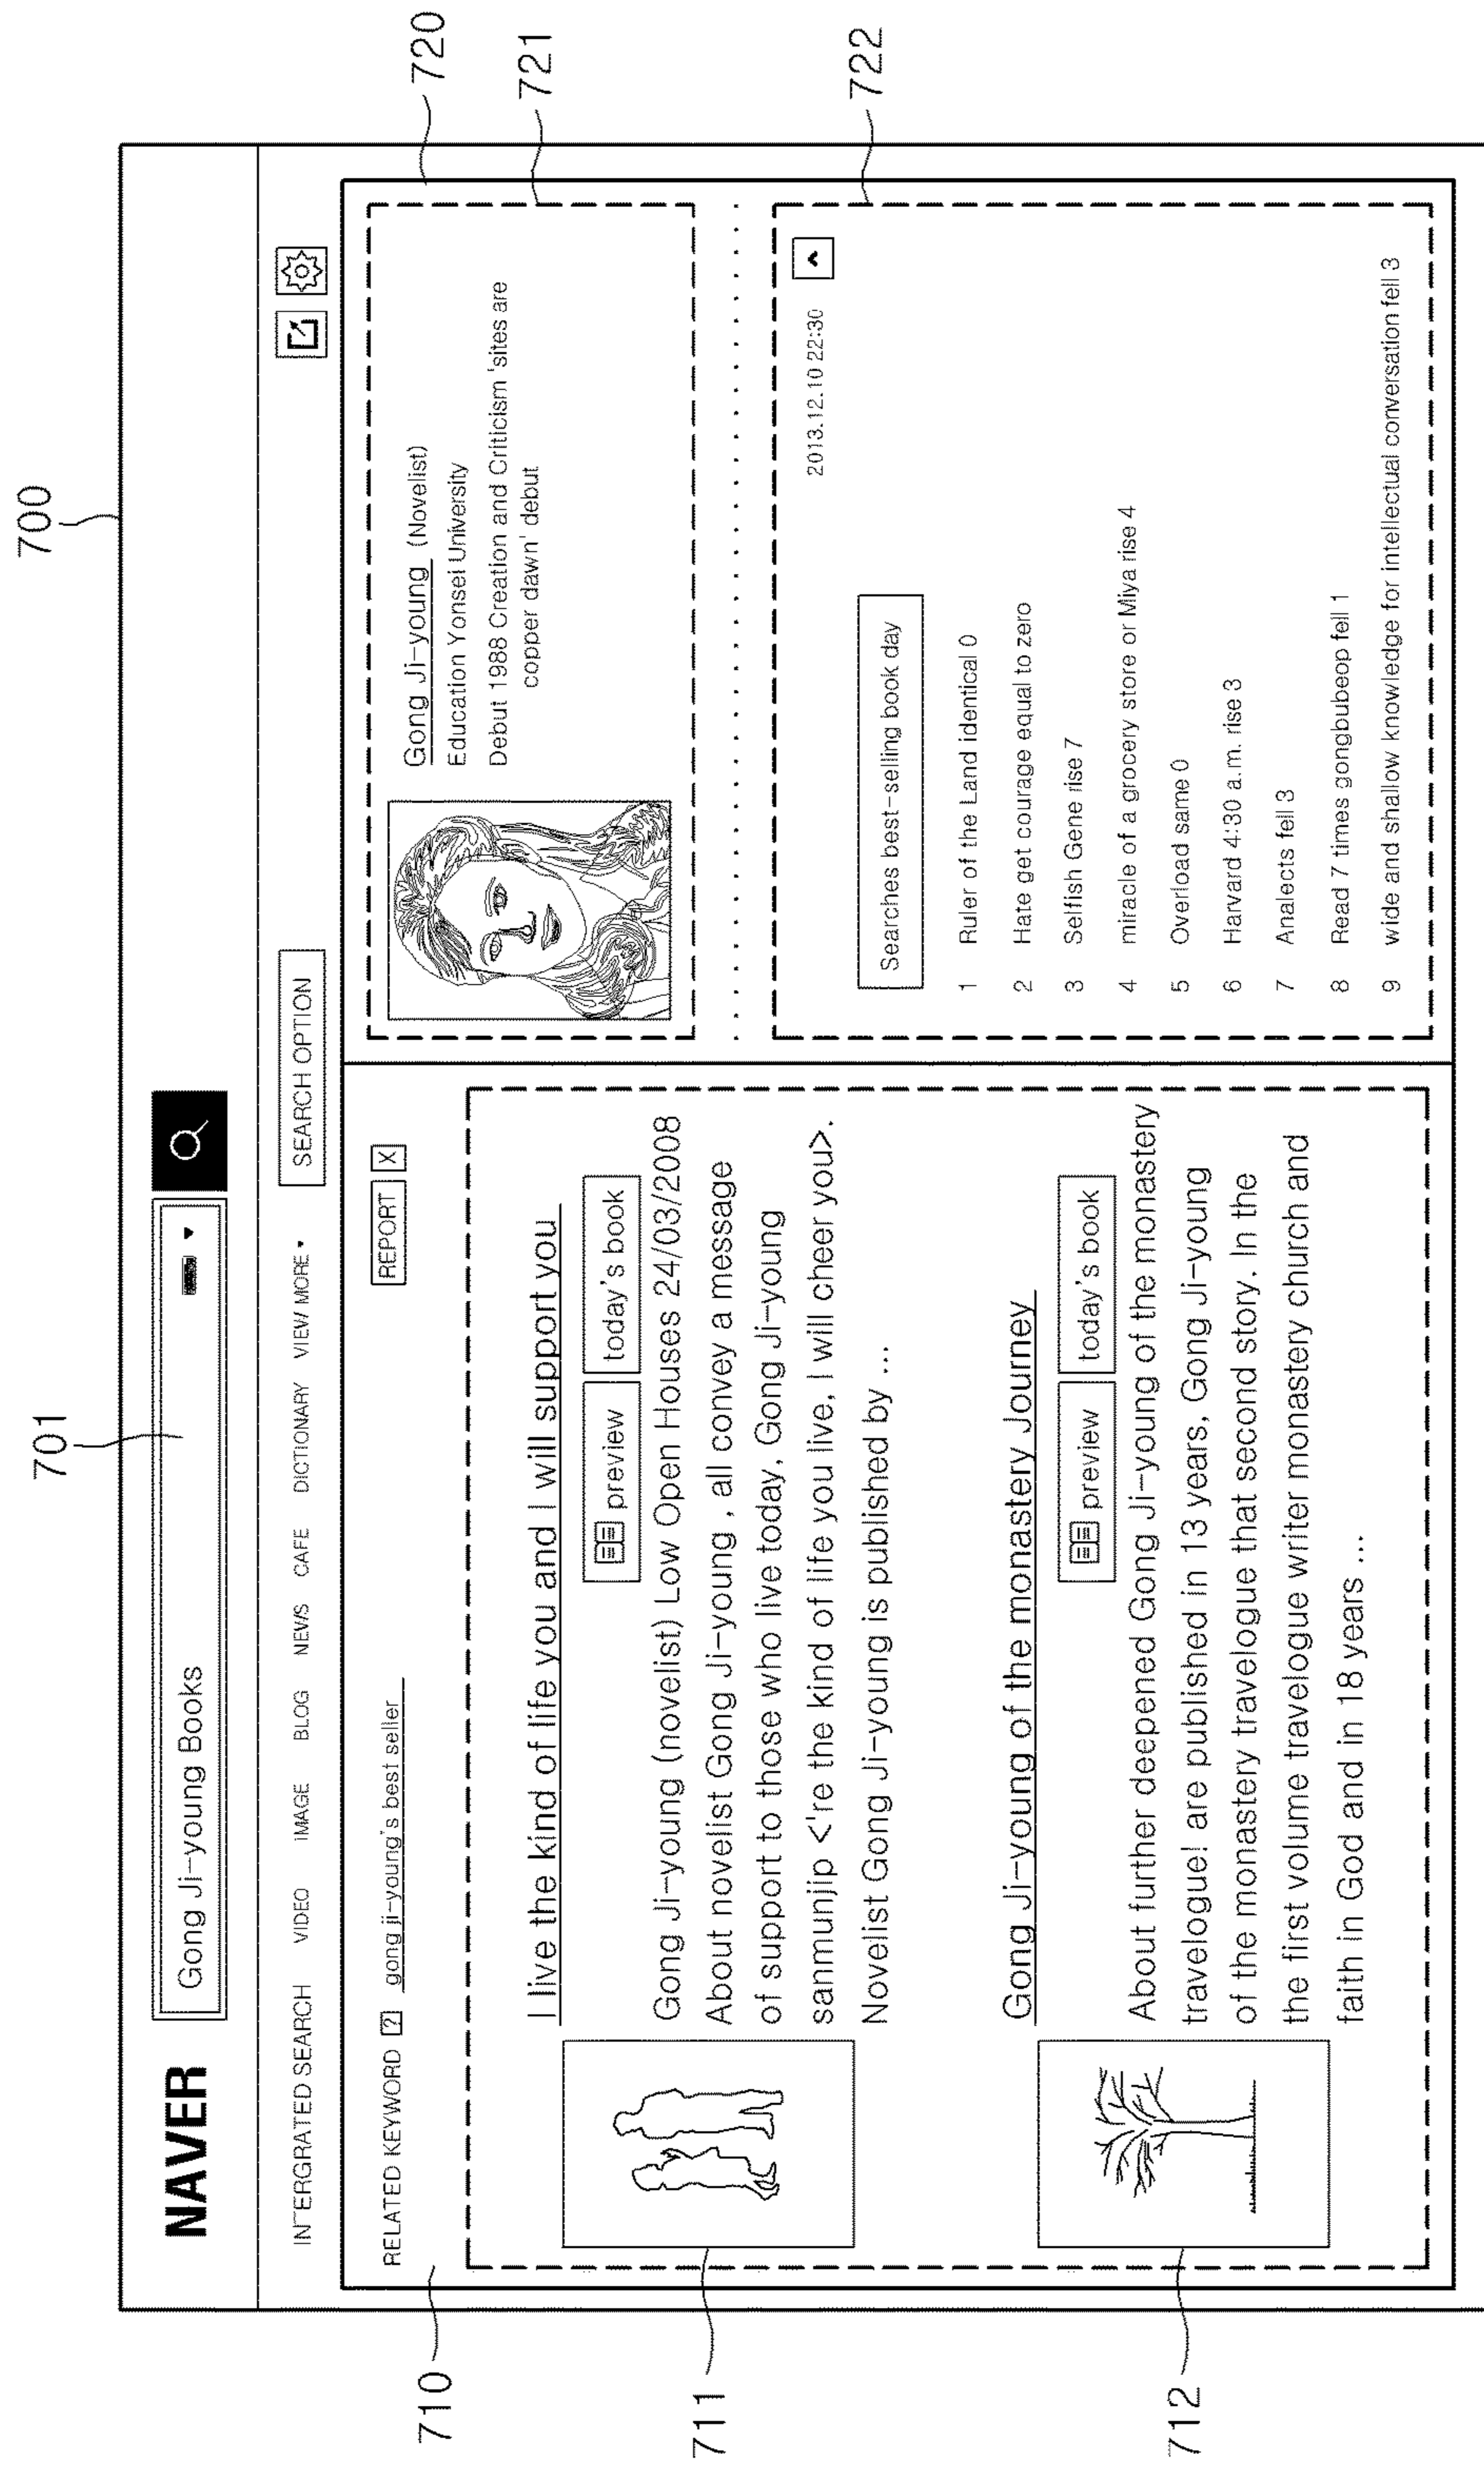 700
701
NAVER
Gong Ji-young Books
INTERGRATED SEARCH VIDEO IMAGE BLOG NEWS CAFE DICTIONARY VIEW MORE ▾ SEARCH OPTION
710
RELATED KEYWORD ? gong ji-young's best seller REPORT X
711
I live the kind of life you and I will support you
preview today's book
Gong Ji-young (novelist) Low Open Houses 24/03/2008
About novelist Gong Ji-young , all convey a message
of support to those who live today, Gong Ji-young
sanmunjip <'re the kind of life you live, I will cheer you>.
Novelist Gong Ji-young is published by ...
712
Gong Ji-young of the monastery Journey
preview today's book
About further deepened Gong Ji-young of the monastery
travelogue! are published in 13 years, Gong Ji-young
of the monastery travelogue that second story. In the
the first volume travelogue writer monastery church and
faith in God and in 18 years ...
720
721
Gong Ji-young (Novelist)
Education Yonsei University
Debut 1988 Creation and Criticism 'sites are
copper dawn' debut
722
2013.12.10 22:30
Searches best-selling book day
1 Ruler of the Land identical 0
2 Hate get courage equal to zero
3 Selfish Gene rise 7
4 miracle of a grocery store or Miya rise 4
5 Overload same 0
6 Harvard 4:30 a.m. rise 3
7 Analects fell 3
8 Read 7 times gongbubeop fell 1
9 wide and shallow knowledge for intellectual conversation fell 3